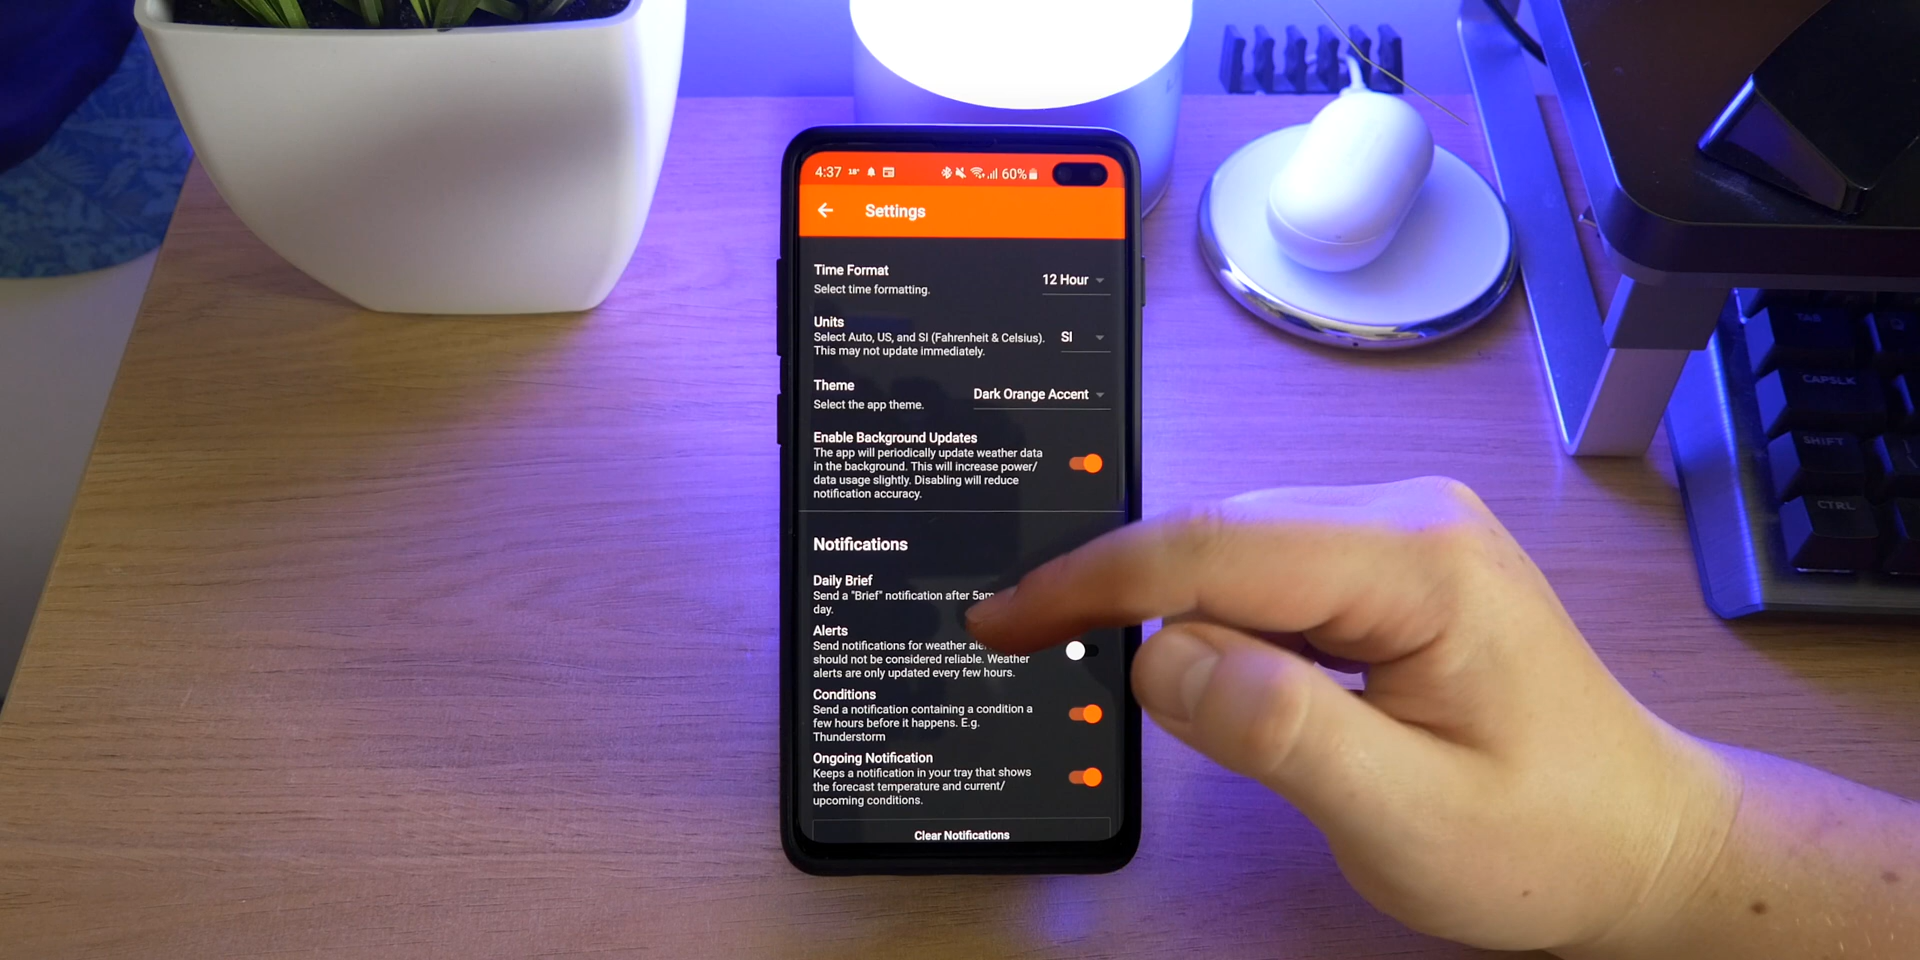 4:37 18° 60%
Settings
Time Format
Select time formatting.
12 Hour
Units
Select Auto, US, and SI (Fahrenheit & Celsius).
This may not update immediately.
SI
Theme
Select the app theme.
Dark Orange Accent
Enable Background Updates
The app will periodically update weather data
in the background. This will increase power/
data usage slightly. Disabling will reduce
notification accuracy.
Notifications
Daily Brief
Send a "Brief" notification after 5am
day.
Alerts
Send notifications for weather
should not be considered reliable. Weather
alerts are only updated every few hours.
Conditions
Send a notification containing a condition a
few hours before it happens. E.g.
Thunderstorm
Ongoing Notification
Keeps a notification in your tray that shows
the forecast temperature and current/
upcoming conditions.
Clear Notifications
TAB
CAPSLK
SHIFT
CTRL